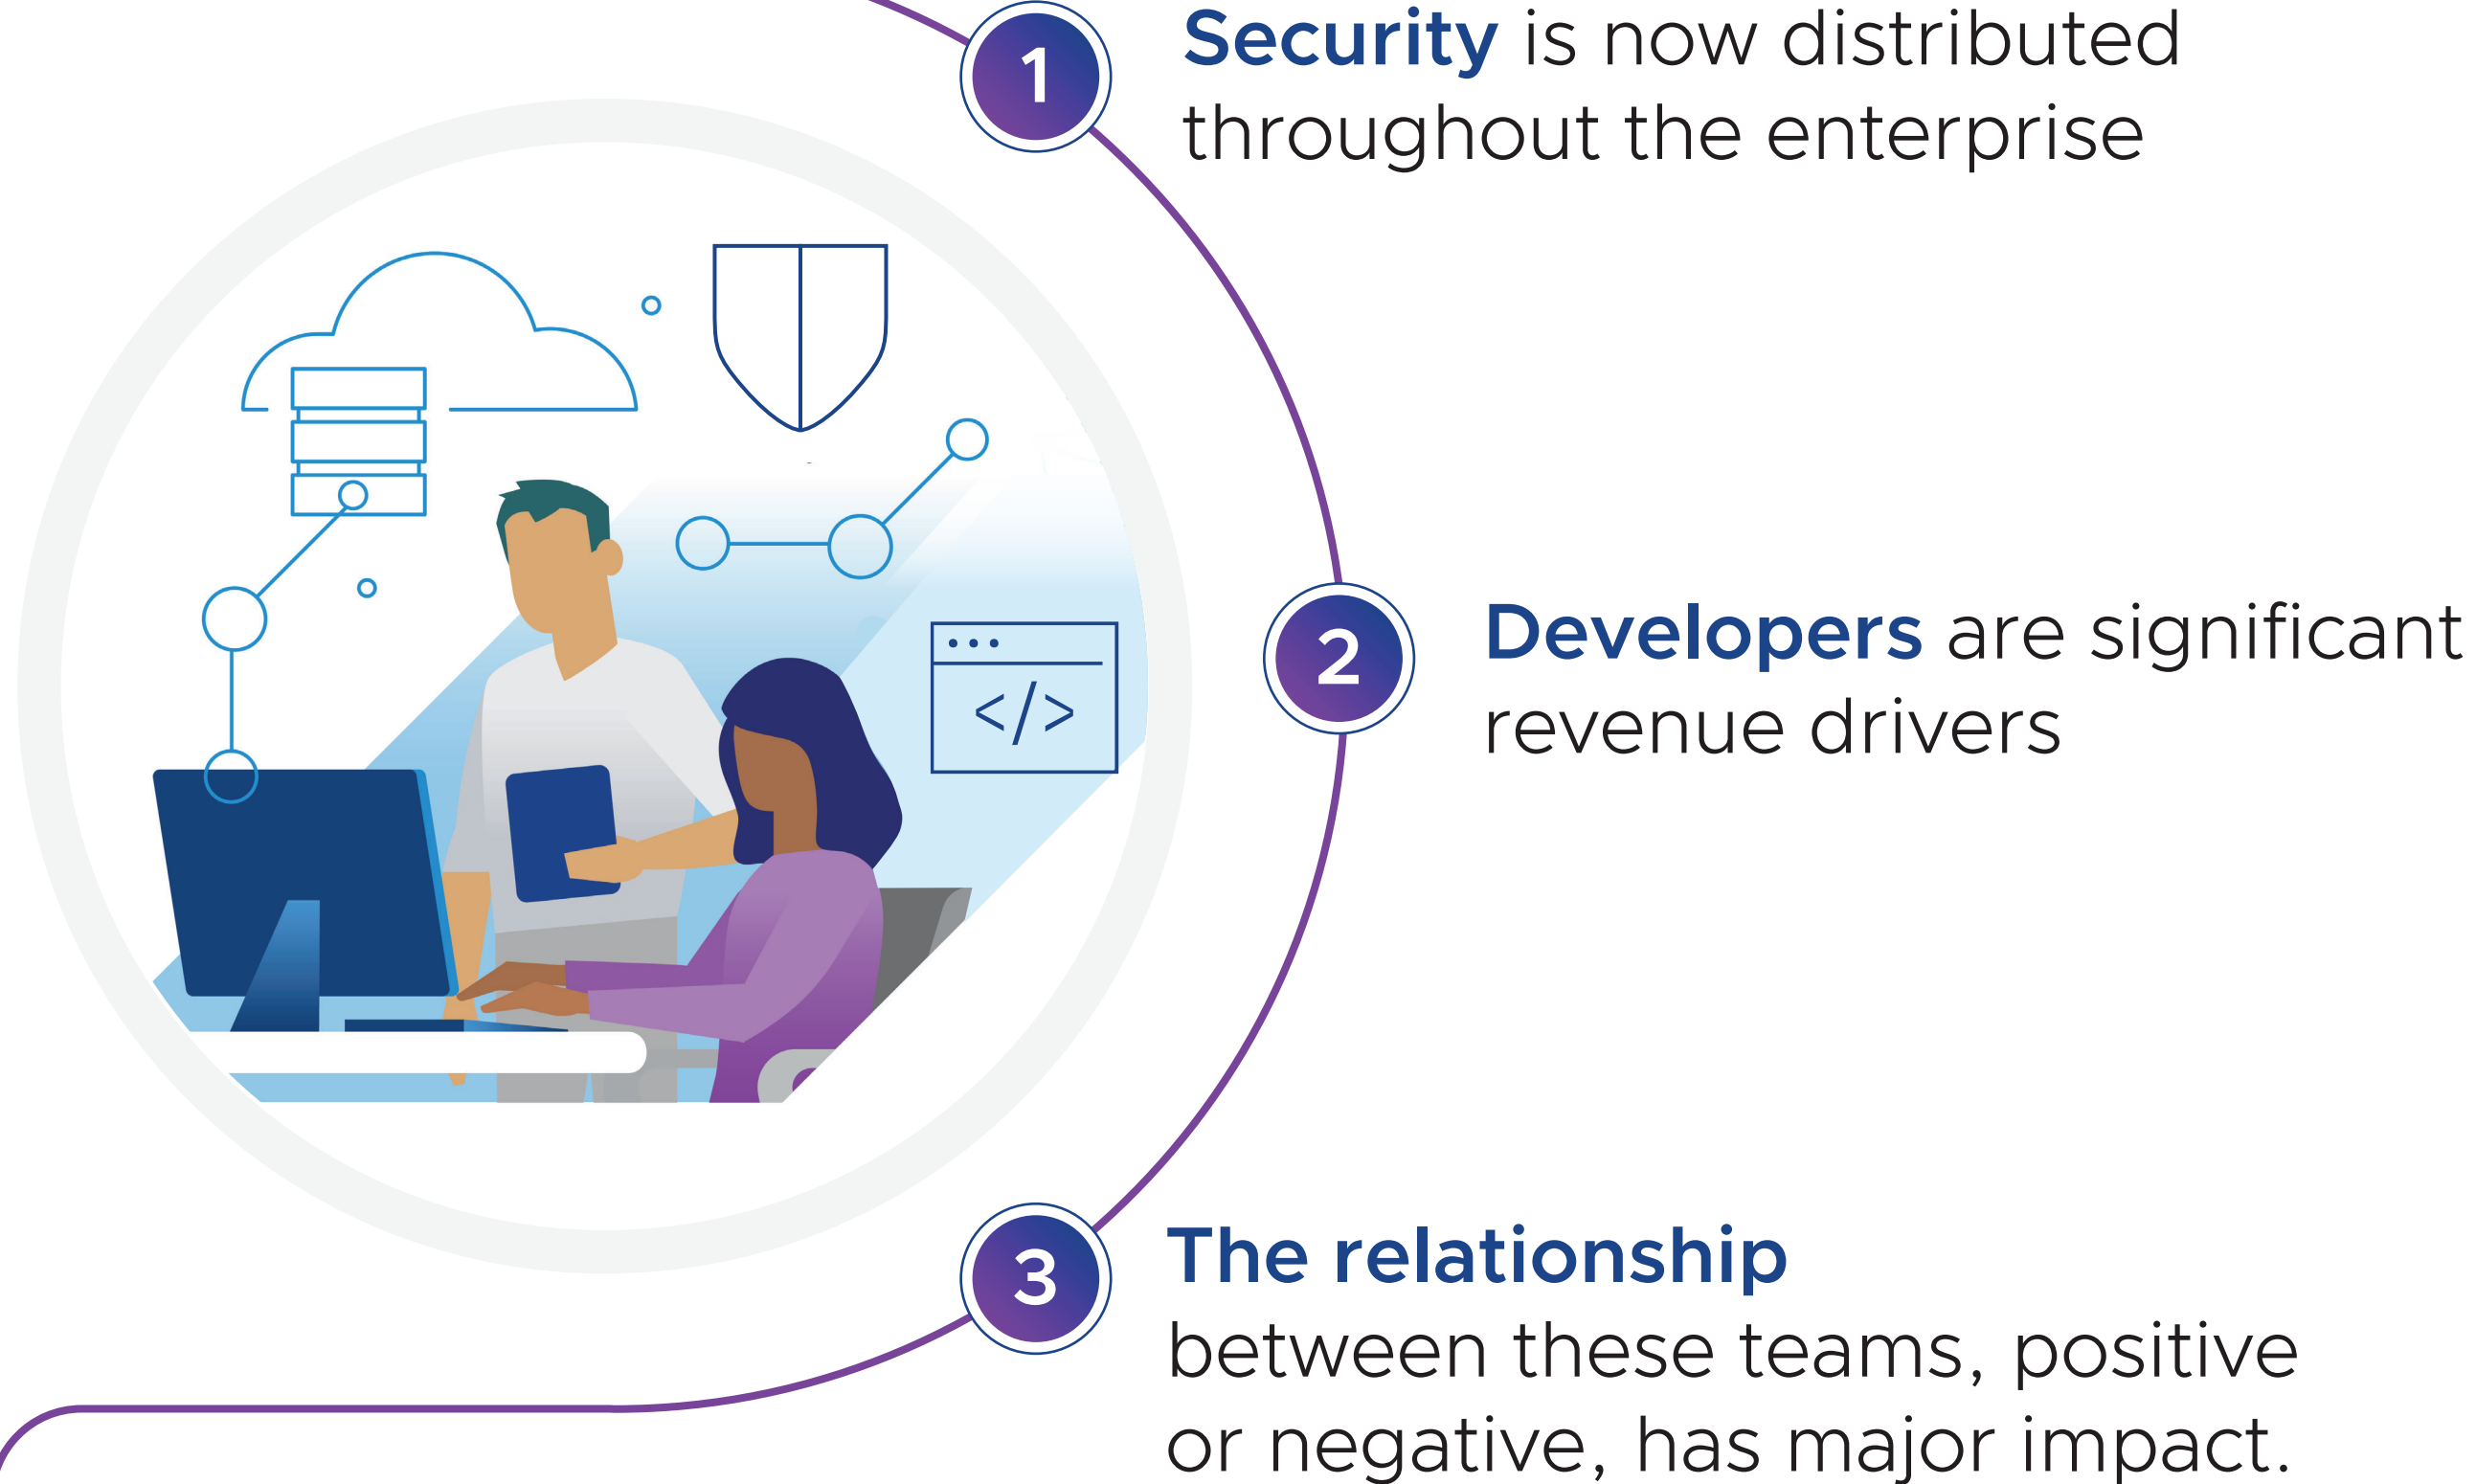 1
Security is now distributed
throughout the enterprise
</>
2
Developers are significant
revenue drivers
3
The relationship
between these teams, positive
or negative, has major impact.